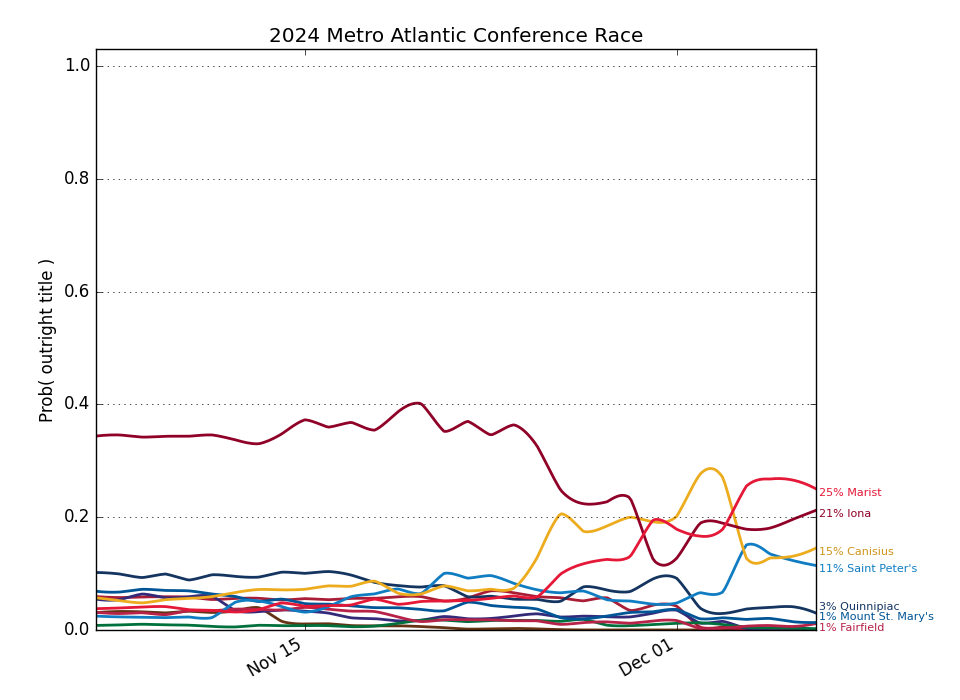 2024 Metro Atlantic Conference Race
1.0
0.8
0.6
0.4
0.2
0.0
Prob( outright title )
Nov 15
Dec 01
25% Marist
21% Iona
15% Canisius
11% Saint Peter's
3% Quinnipiac
1% Mount St. Mary's
1% Fairfield